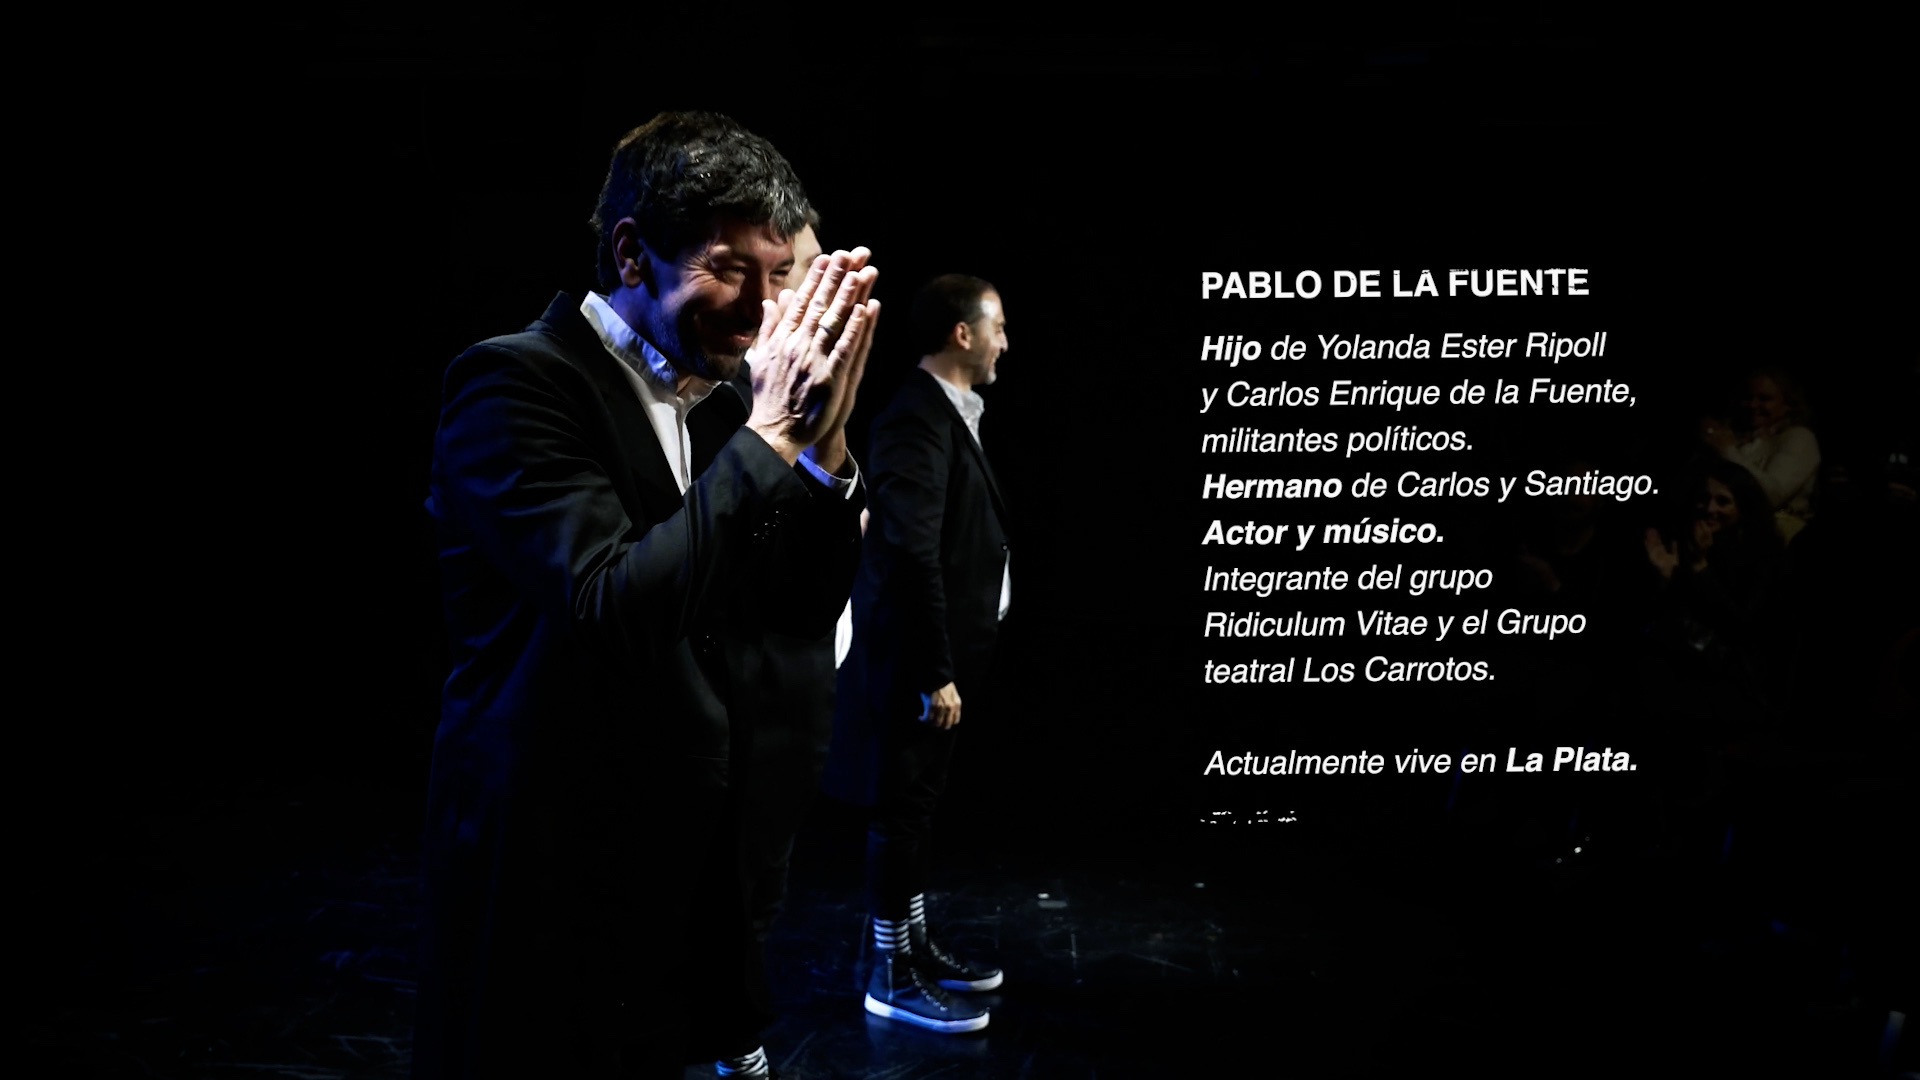 PABLO DE LA FUENTE
Hijo de Yolanda Ester Ripoll
y Carlos Enrique de la Fuente,
militantes políticos.
Hermano de Carlos y Santiago.
Actor y músico.
Integrante del grupo
Ridiculum Vitae y el Grupo
teatral Los Carrotos.
Actualmente vive en La Plata.